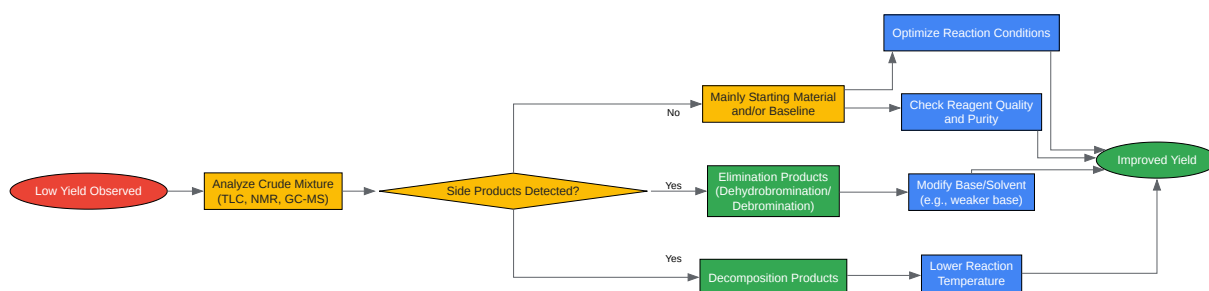 Low Yield Observed
Analyze Crude Mixture
(TLC, NMR, GC-MS)
Side Products Detected?
No
Mainly Starting Material
and/or Baseline
Optimize Reaction Conditions
Check Reagent Quality
and Purity
Yes
Elimination Products
(Dehydrobromination/
Debromination)
Modify Base/Solvent
(e.g., weaker base)
Yes
Decomposition Products
Lower Reaction
Temperature
Improved Yield